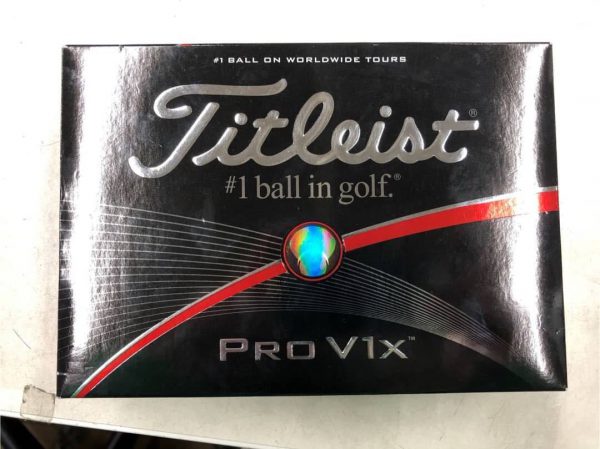 #1 BALL ON WORLDWIDE TOURS
Titleist®
#1 ball in golf.®
PRO V1x™